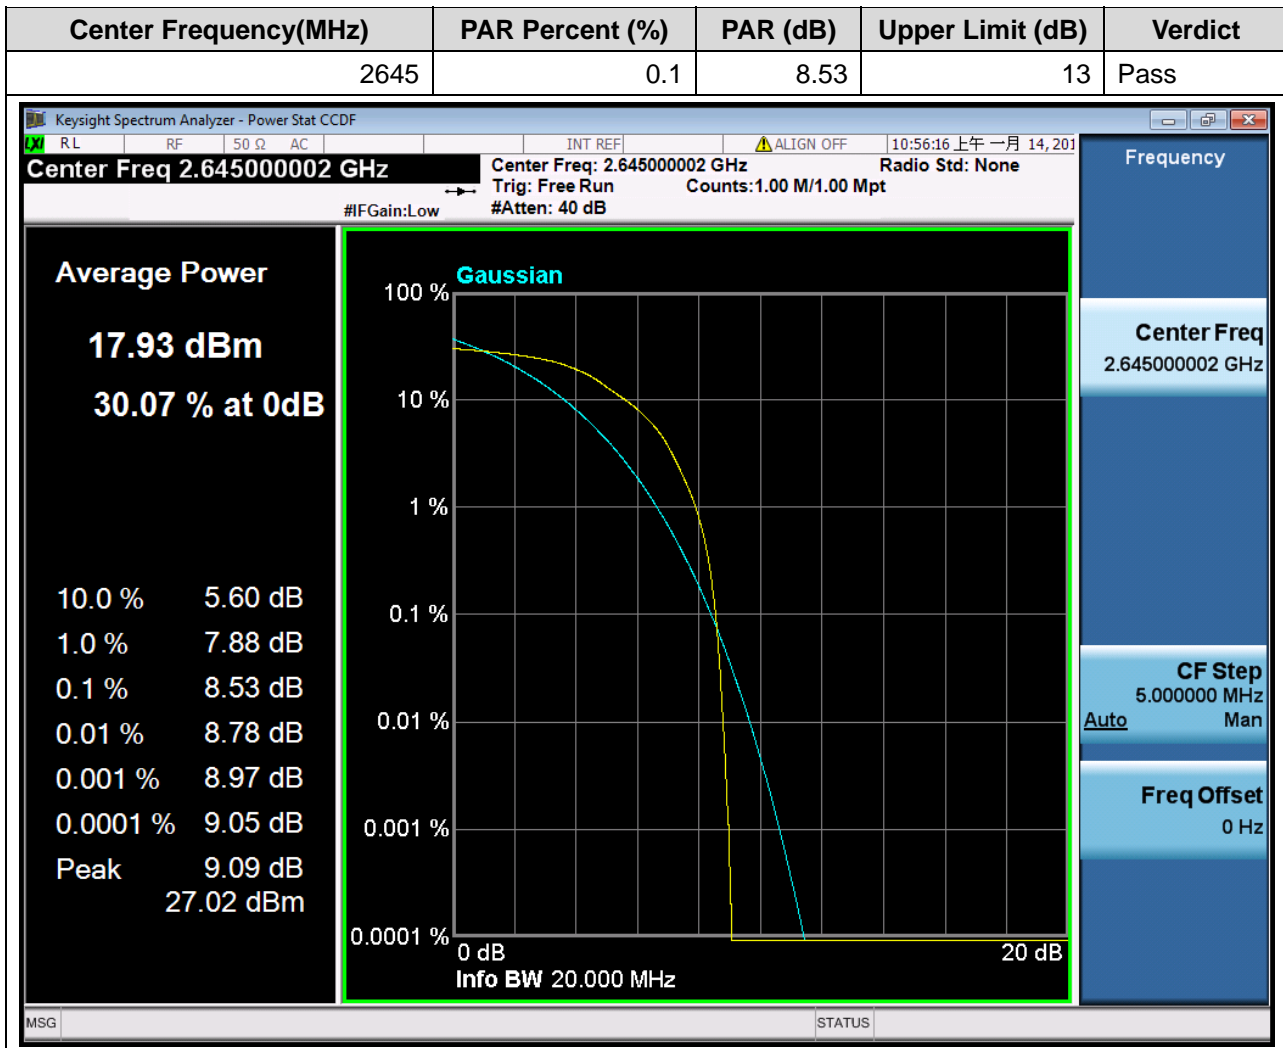 Center Frequency(MHz) PAR Percent (%) PAR (dB) Upper Limit (dB) Verdict
2645 0.1 8.53 13 Pass
Keysight Spectrum Analyzer - Power Stat CCDF
LXI RL RF 50 Ω AC INT REF ALIGN OFF 10:56:16 上午 一月 14, 201
Center Freq 2.645000002 GHz
Center Freq: 2.645000002 GHz Radio Std: None
Trig: Free Run Counts:1.00 M/1.00 Mpt
#IFGain:Low #Atten: 40 dB
Average Power
17.93 dBm
30.07 % at 0dB
10.0 % 5.60 dB
1.0 % 7.88 dB
0.1 % 8.53 dB
0.01 % 8.78 dB
0.001 % 8.97 dB
0.0001 % 9.05 dB
Peak 9.09 dB
27.02 dBm
Gaussian
100 %
10 %
1 %
0.1 %
0.01 %
0.001 %
0.0001 %
0 dB 20 dB
Info BW 20.000 MHz
Frequency
Center Freq
2.645000002 GHz
CF Step
5.000000 MHz
Auto Man
Freq Offset
0 Hz
MSG STATUS